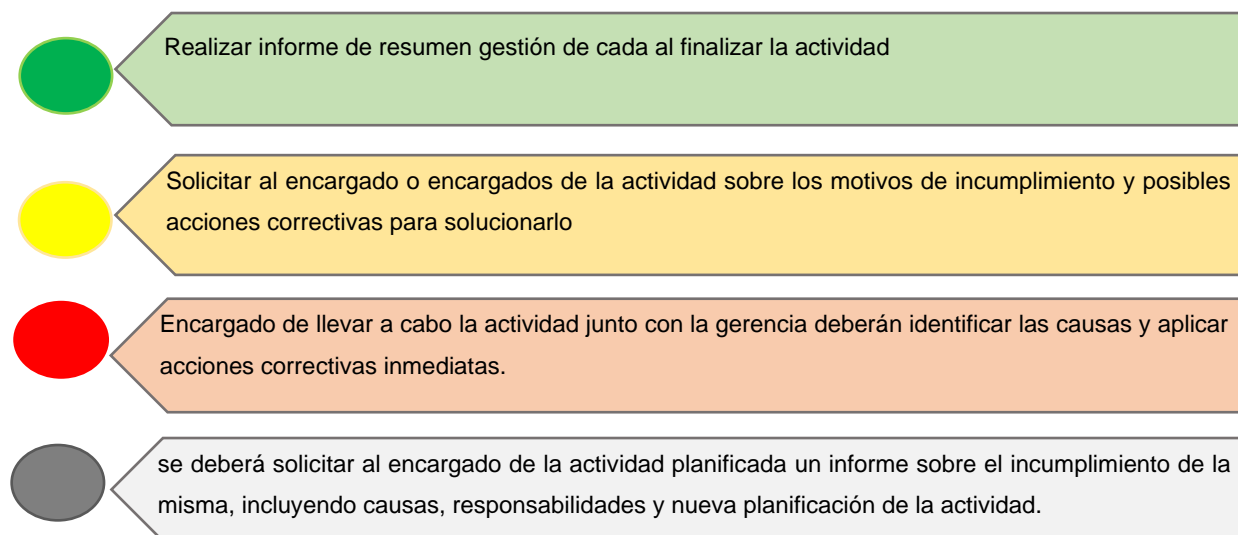 Realizar informe de resumen gestión de cada al finalizar la actividad
Solicitar al encargado o encargados de la actividad sobre los motivos de incumplimiento y posibles
acciones correctivas para solucionarlo
Encargado de llevar a cabo la actividad junto con la gerencia deberán identificar las causas y aplicar
acciones correctivas inmediatas.
se deberá solicitar al encargado de la actividad planificada un informe sobre el incumplimiento de la
misma, incluyendo causas, responsabilidades y nueva planificación de la actividad.